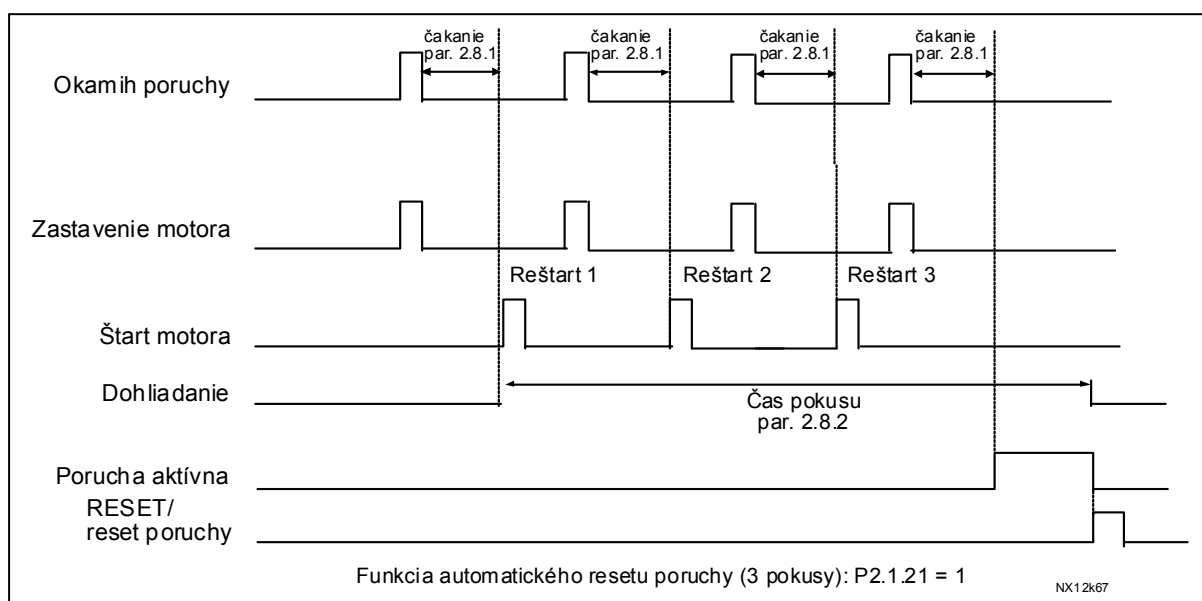 čakanie
par. 2.8.1
čakanie
par. 2.8.1
čakanie
par. 2.8.1
čakanie
par. 2.8.1
Okamih poruchy
Zastavenie motora
Reštart 1
Reštart 2
Reštart 3
Štart motora
Dohliadanie
Čas pokusu
par. 2.8.2
Porucha aktívna
RESET/
reset poruchy
Funkcia automatického resetu poruchy (3 pokusy): P2.1.21 = 1
NX12k67